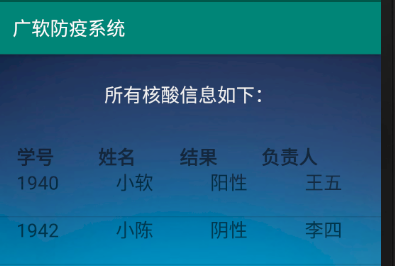 广软防疫系统
所有核酸信息如下：
学号 姓名 结果 负责人
1940 小软 阳性 王五
1942 小陈 阴性 李四